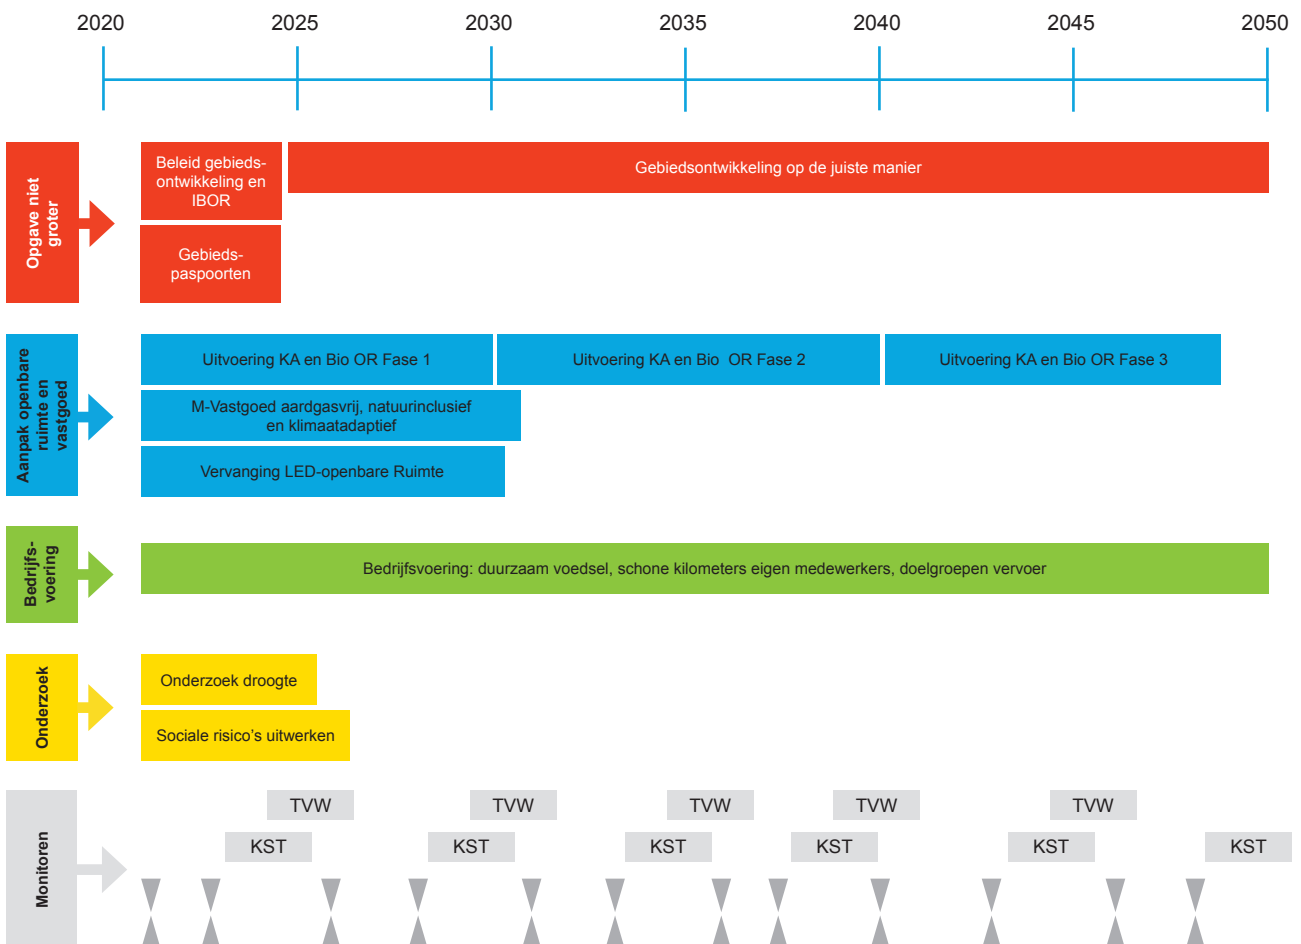 2020 2025 2030 2035 2040 2045 2050
Opgave niet
groter
Beleid gebieds-
ontwikkeling en
IBOR
Gebiedsontwikkeling op de juiste manier
Gebieds-
paspoorten
Aanpak openbare
ruimte en
vastgoed
Uitvoering KA en Bio OR Fase 1
Uitvoering KA en Bio OR Fase 2
Uitvoering KA en Bio OR Fase 3
M-Vastgoed aardgasvrij, natuurinclusief
en klimaatadaptief
Vervanging LED-openbare Ruimte
Bedrijfs-
voering
Bedrijfsvoering: duurzaam voedsel, schone kilometers eigen medewerkers, doelgroepen vervoer
Onderzoek
Onderzoek droogte
Sociale risico's uitwerken
Monitoren
TVW TVW TVW TVW TVW
KST KST KST KST KST KST